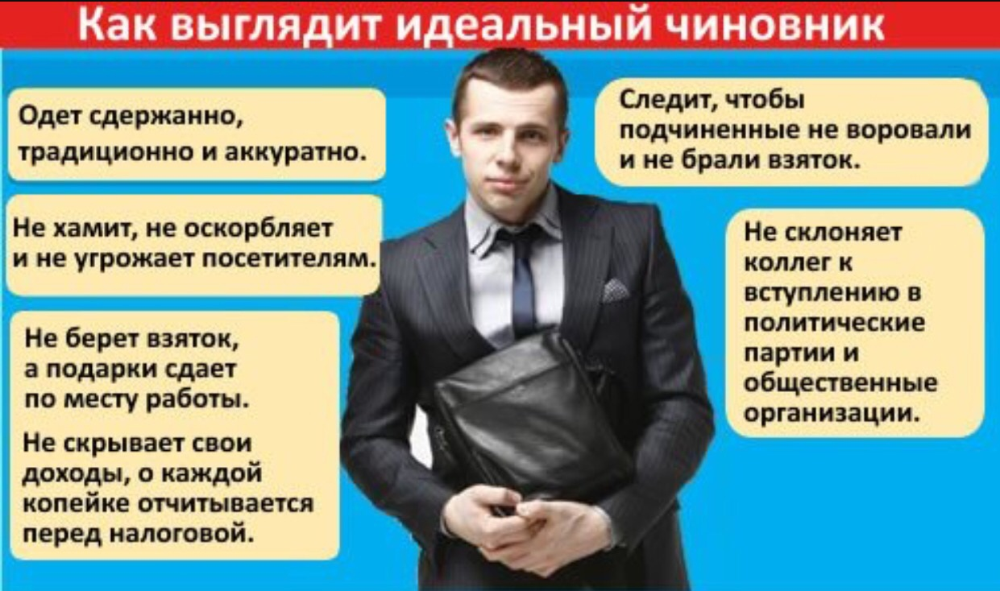 Как выглядит идеальный чиновник
Одет сдержанно,
традиционно и аккуратно.
Не хамит, не оскорбляет
и не угрожает посетителям.
Не берет взяток,
а подарки сдает
по месту работы.
Не скрывает свои
доходы, о каждой
копейке отчитывается
перед налоговой.
Следит, чтобы
подчиненные не воровали
и не брали взяток.
Не склоняет
коллег к
вступлению в
политические
партии и
общественные
организации.